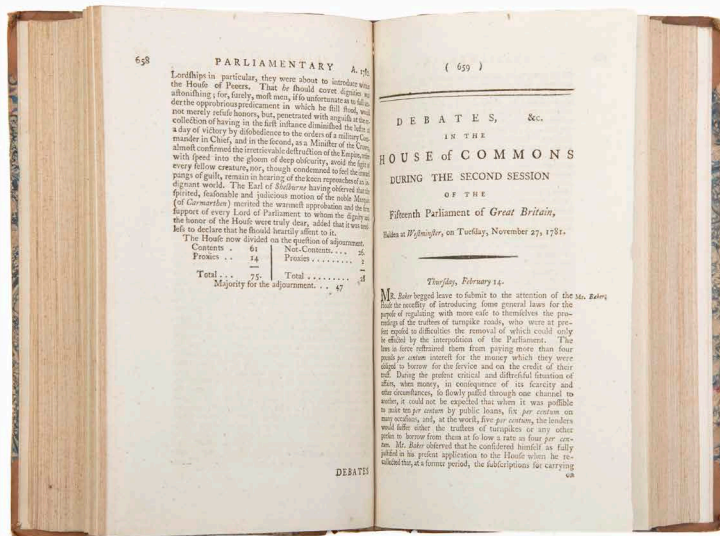 658 PARLIAMENTARY A. 178
Lordships in particular, they were about to introduce
the House of Peers. That he should covet dignities
astonishing; for, surely, most men, if so unfortunate as to fall
der the opprobrious predicament in which he still stood, would
not merely refuse honors, but, penetrated with anguish at the
collection of having in the first instance diminished the lustre of
a day of victory by disobedience to the orders of a military Com-
mander in Chief, and in the second, as a Minister of the Crown,
almost confirmed the irretrievable destruction of the Empire,
with speed into the gloom of deep obscurity, avoid the sight of
every fellow creature, nor, though condemned to feel the
pangs of guilt, remain in hearing of the keen reproaches of an in-
dignant world. The Earl of Shelburne having observed that the
spirited, seasonable and judicious motion of the noble Marquis
(of Carmarthen) merited the warmest approbation and the
support of every Lord of Parliament to whom the dignity and
the honor of the House were truly dear, added that it was
less to declare that he should heartily assent to it.
The House now divided on the question of adjournment.
Contents . 61 Not-Contents.... 26
Proxies .. 14 Proxies......... 2
Total ... 75. Total ......... 28
Majority for the adjournment. .. 47
DEBATES
( 659 )
DEBATES, &c.
IN THE
HOUSE of COMMONS
DURING THE SECOND SESSION
OF THE
Fifteenth Parliament of Great Britain,
Holden at Westminster, on Tuesday, November 27, 1781.
Thursday, February 14.
MR. Baker begged leave to submit to the attention of the Mr. Baker;
House the necessity of introducing some general laws for the
purpose of regulating with more ease to themselves the pro-
ceedings of the trustees of turnpike roads, who were at pre-
sent exposed to difficulties the removal of which could only
be effected by the interposition of the Parliament. The
laws in force restrained them from paying more than four
pounds per centum interest for the money which they were
obliged to borrow for the service and on the credit of their
trust. During the present critical and distressful situation of
affairs, when money, in consequence of its scarcity and
other circumstances, so slowly passed through one channel to
another, it could not be expected that when it was possible
to make ten per centum by public loans, six per centum on
many occasions, and, at the worst, five per centum, the lenders
would suffer either the trustees of turnpikes or any other
parties to borrow from them at so low a rate as four per cen-
tum. Mr. Baker observed that he considered himself as fully
justified in his present application to the House when he re-
collected that, at a former period, the subscriptions for carrying
on